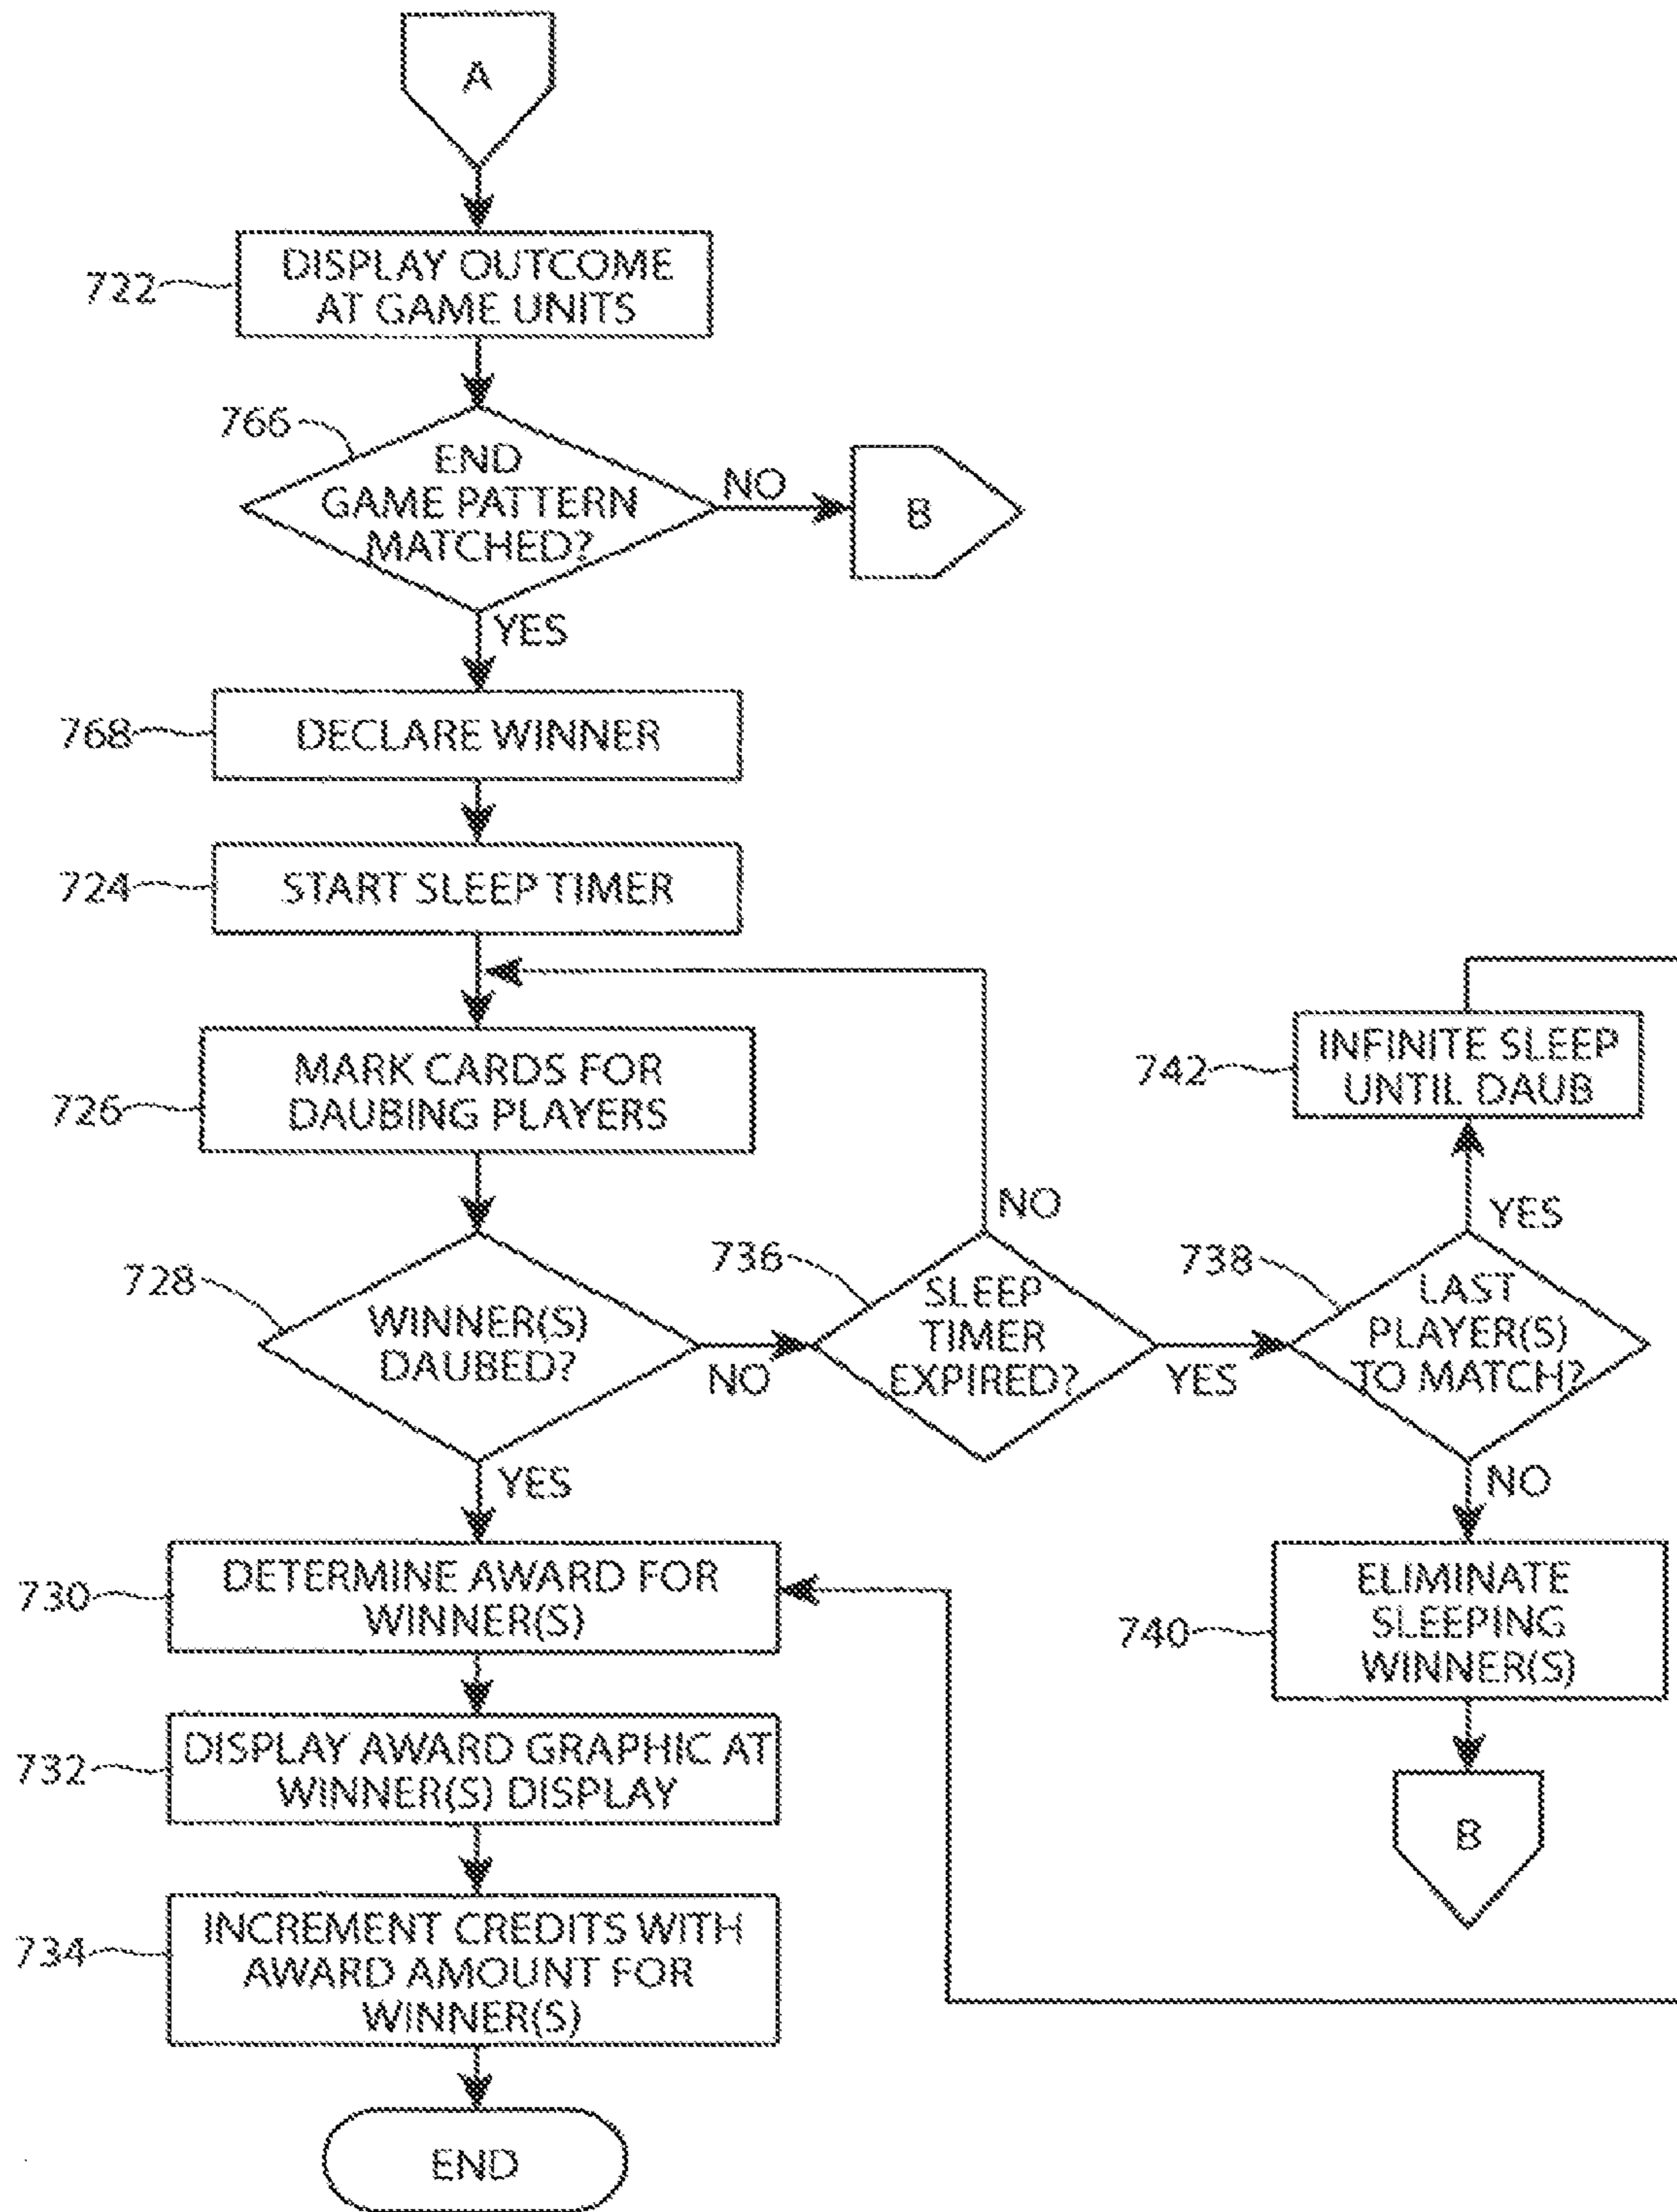 A
722
DISPLAY OUTCOME
AT GAME UNITS
766
END
GAME PATTERN
MATCHED?
NO
B
YES
768
DECLARE WINNER
724
START SLEEP TIMER
726
MARK CARDS FOR
DAUBING PLAYERS
742
INFINITE SLEEP
UNTIL DAUB
728
WINNER(S)
DAUBED?
NO
736
SLEEP
TIMER
EXPIRED?
NO
YES
738
LAST
PLAYER(S)
TO MATCH?
YES
NO
YES
730
DETERMINE AWARD FOR
WINNER(S)
740
ELIMINATE
SLEEPING
WINNER(S)
732
DISPLAY AWARD GRAPHIC AT
WINNER(S) DISPLAY
B
734
INCREMENT CREDITS WITH
AWARD AMOUNT FOR
WINNER(S)
END